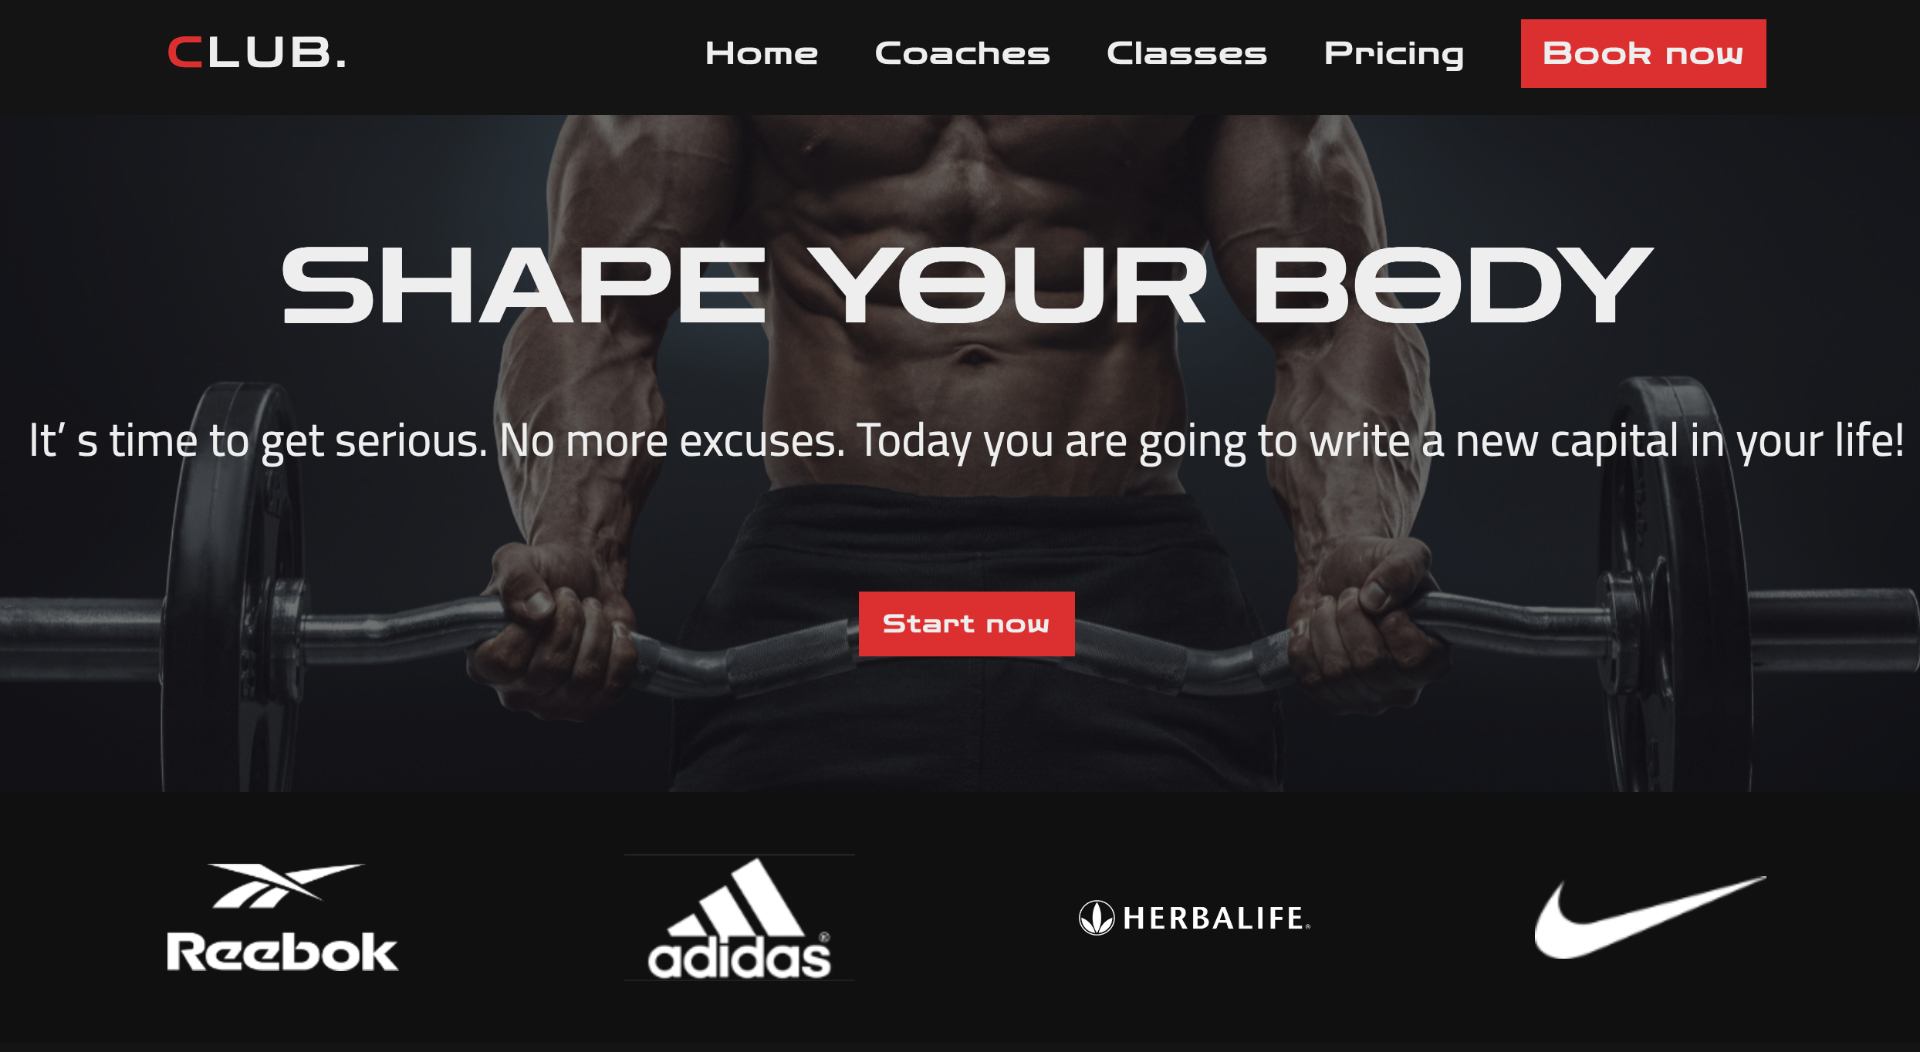 CLUB.
Home Coaches Classes Pricing Book now
SHAPE YOUR BODY
It’ s time to get serious. No more excuses. Today you are going to write a new capital in your life!
Start now
Reebok
adidas®
HERBALIFE®